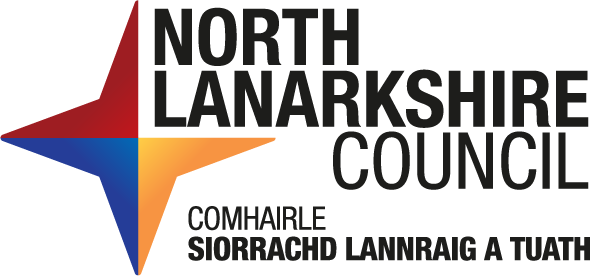 NORTH
LANARKSHIRE
COUNCIL
COMHAIRLE
SIORRACHD LANNRAIG A TUATH